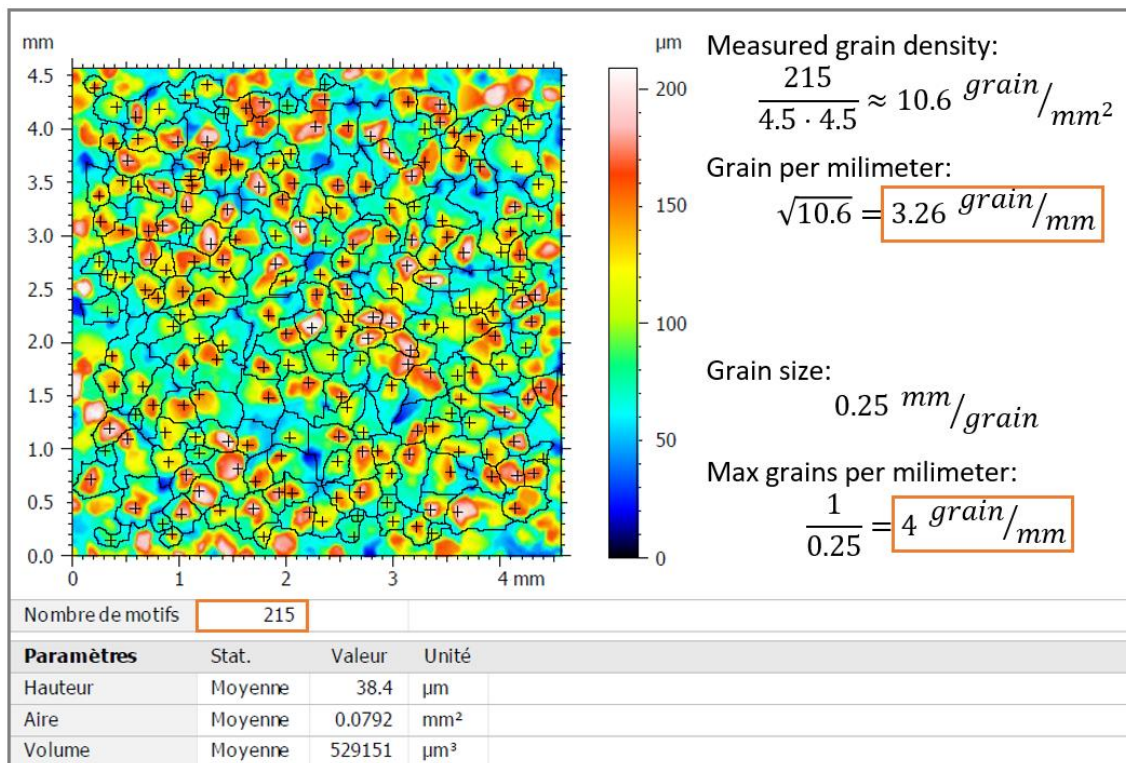 mm
4.5
4.0
3.5
3.0
2.5
2.0
1.5
1.0
0.5
0.0
0 1 2 3 4 mm
µm
200
150
100
50
0
Measured grain density:
215 / 4.5 · 4.5 ≈ 10.6 grain/mm²
Grain per milimeter:
√10.6 = 3.26 grain/mm
Grain size:
0.25 mm/grain
Max grains per milimeter:
1 / 0.25 = 4 grain/mm
Nombre de motifs 215
Paramètres Stat. Valeur Unité
Hauteur Moyenne 38.4 µm
Aire Moyenne 0.0792 mm²
Volume Moyenne 529151 µm³